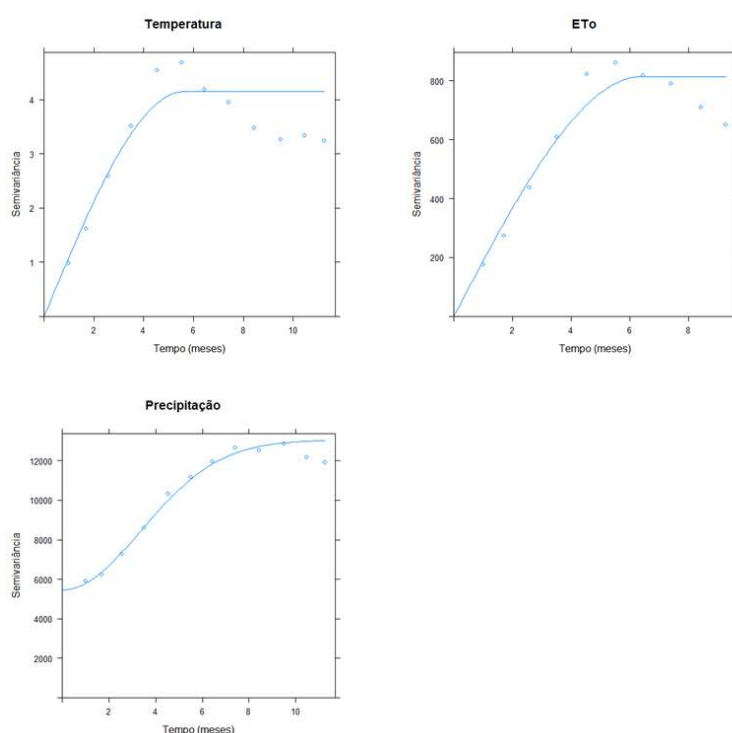 Temperatura
4
3
2
1
Semivariância
2 4 6 8 10
Tempo (meses)
ETo
800
600
400
200
Semivariância
2 4 6 8
Tempo (meses)
Precipitação
12000
10000
8000
6000
4000
2000
Semivariância
2 4 6 8 10
Tempo (meses)